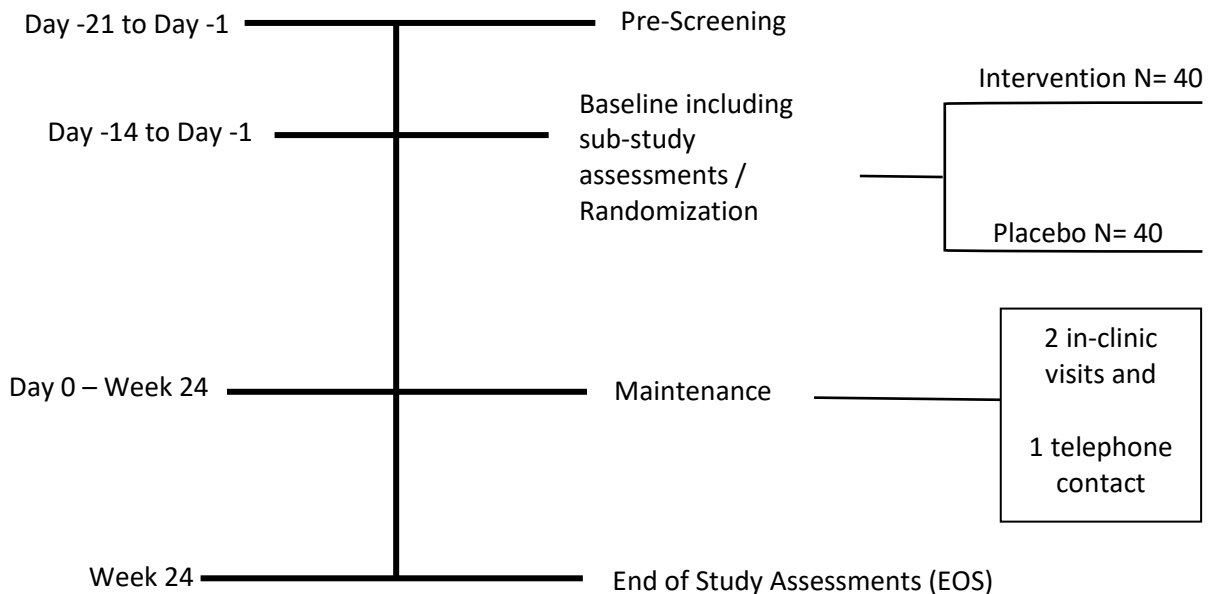 Day -21 to Day -1
Pre-Screening
Day -14 to Day -1
Baseline including
sub-study
assessments /
Randomization
Intervention N= 40
Placebo N= 40
Day 0 – Week 24
Maintenance
2 in-clinic
visits and
1 telephone
contact
Week 24
End of Study Assessments (EOS)